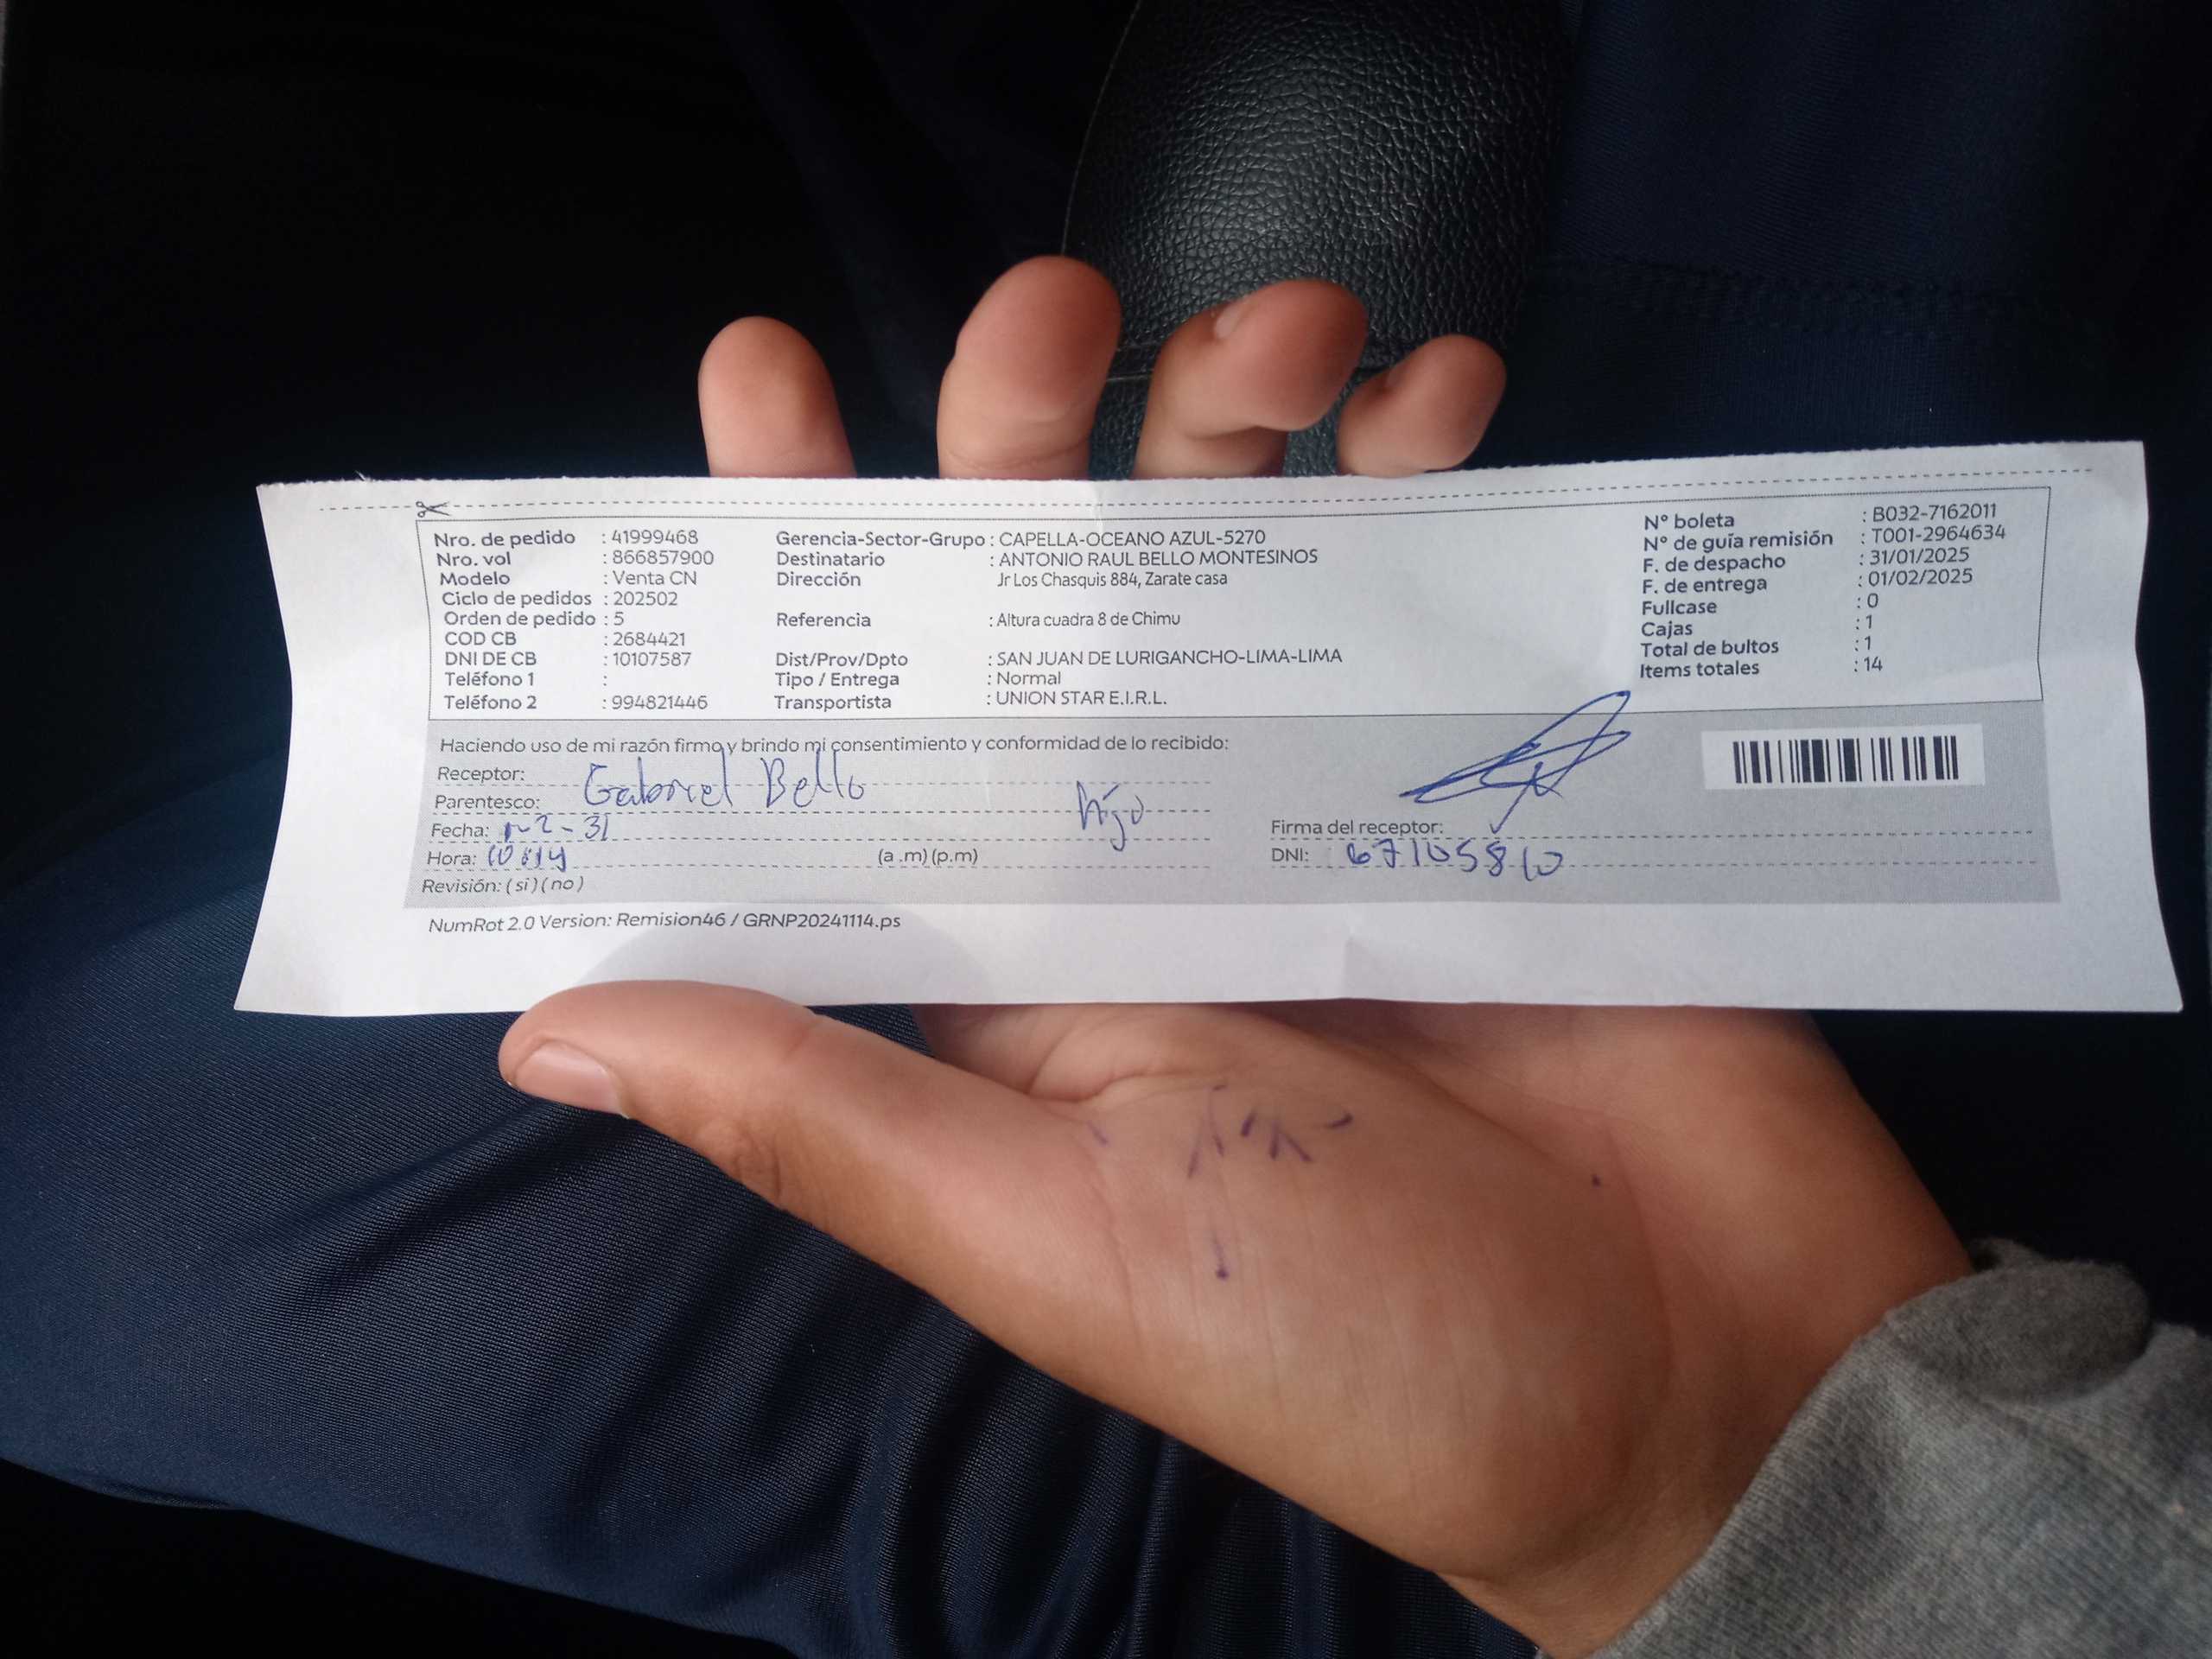 Nro. de pedido : 41999468 Gerencia-Sector-Grupo : CAPELLA-OCEANO AZUL-5270 N° boleta : B032-7162011
Nro. vol : 866857900 Destinatario : ANTONIO RAUL BELLO MONTESINOS N° de guía remisión : T001-2964634
Modelo : Venta CN Dirección Jr Los Chasquis 884, Zarate casa F. de despacho : 31/01/2025
Ciclo de pedidos : 202502 F. de entrega : 01/02/2025
Orden de pedido : 5 Referencia : Altura cuadra 8 de Chimu Fullcase : 0
COD CB : 2684421 Cajas : 1
DNI DE CB : 10107587 Dist/Prov/Dpto : SAN JUAN DE LURIGANCHO-LIMA-LIMA Total de bultos : 1
Teléfono 1 : Tipo / Entrega : Normal Items totales : 14
Teléfono 2 : 994821446 Transportista : UNION STAR E.I.R.L.
Haciendo uso de mi razón firmo y brindo mi consentimiento y conformidad de lo recibido:
Receptor: Gabriel Bello
Parentesco: hijo
Fecha: Firma del receptor:
Hora: (a .m) (p.m) DNI:
Revisión: ( si ) ( no )
NumRot 2.0 Version: Remision46 / GRNP20241114.ps